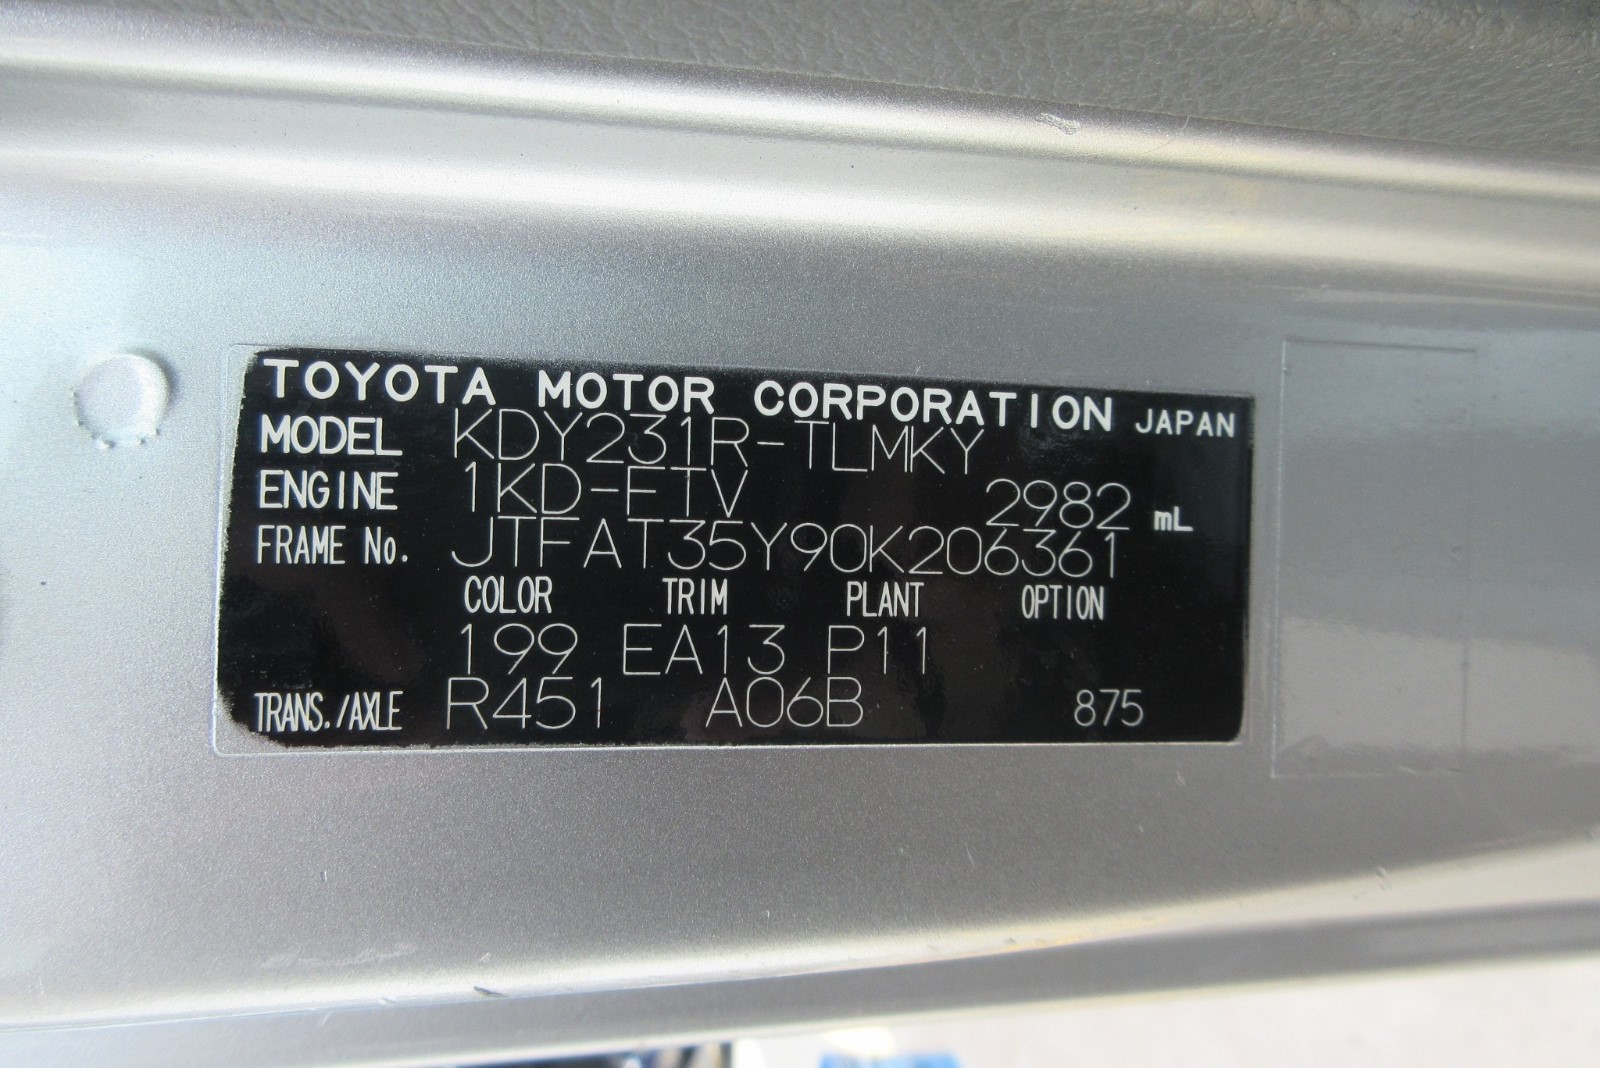 TOYOTA MOTOR CORPORATION JAPAN
MODEL KDY231R-TLMKY
ENGINE 1KD-FTV 2982 mL
FRAME No. JTFAT35Y90K206361
COLOR TRIM PLANT OPTION
199 EA13 P11
TRANS./AXLE R451 A06B 875